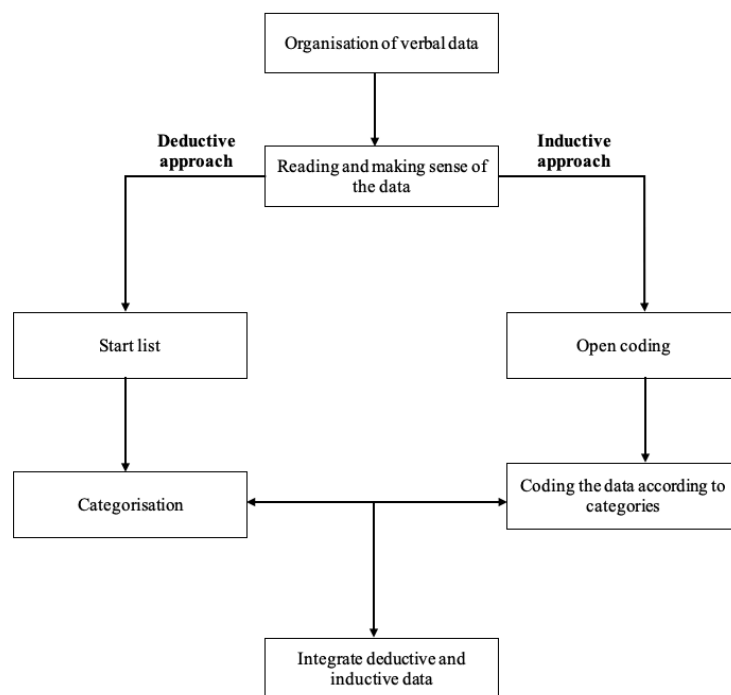 Organisation of verbal data
Deductive
approach
Inductive
approach
Reading and making sense of
the data
Start list
Open coding
Categorisation
Coding the data according to
categories
Integrate deductive and
inductive data